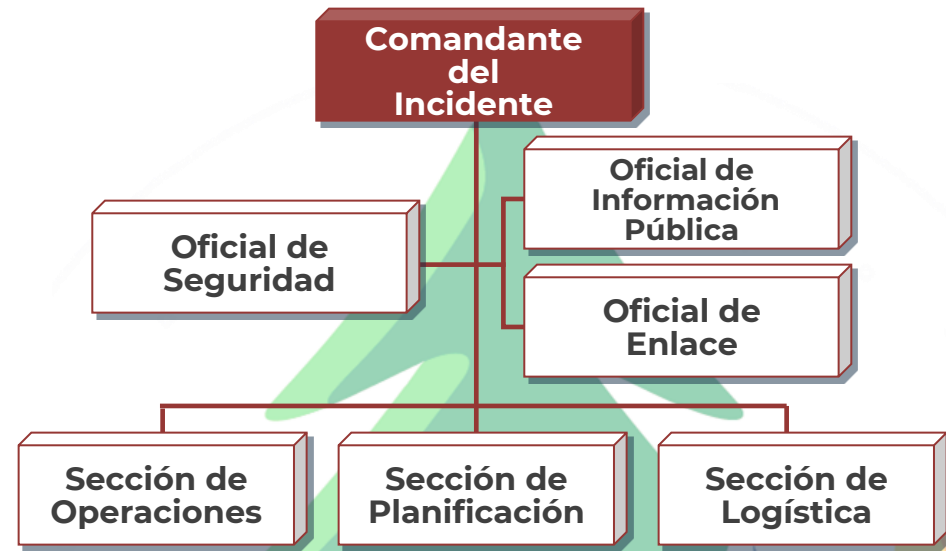 Comandante
del
Incidente
Oficial de
Información
Pública
Oficial de
Seguridad
Oficial de
Enlace
Sección de
Operaciones
Sección de
Planificación
Sección de
Logística